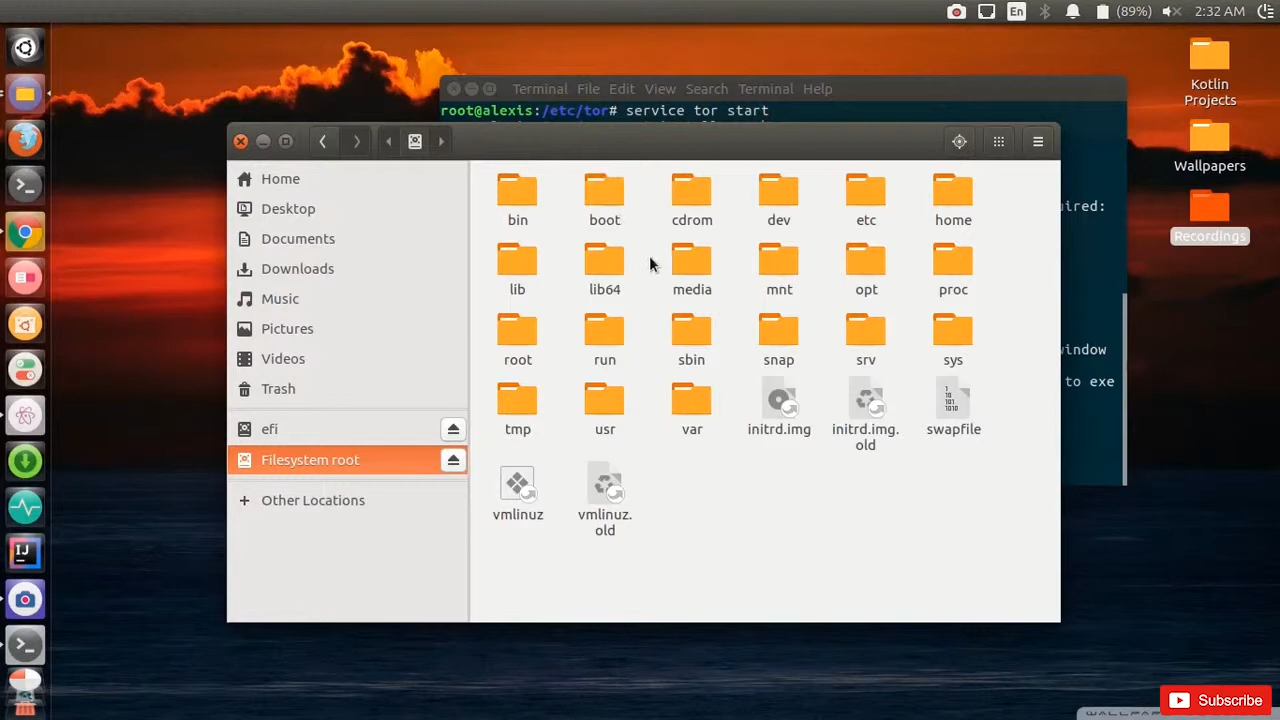 En
(89%)
2:32 AM
Kotlin
Projects
Wallpapers
Recordings
Terminal File Edit View Search Terminal Help
root@alexis:/etc/tor# service tor start
ired:
indow
to exe
Home
Desktop
Documents
Downloads
Music
Pictures
Videos
Trash
efi
Filesystem root
Other Locations
bin boot cdrom dev etc home
lib lib64 media mnt opt proc
root run sbin snap srv sys
tmp usr var initrd.img initrd.img. swapfile
old
vmlinuz vmlinuz.
old
IJ
Subscribe